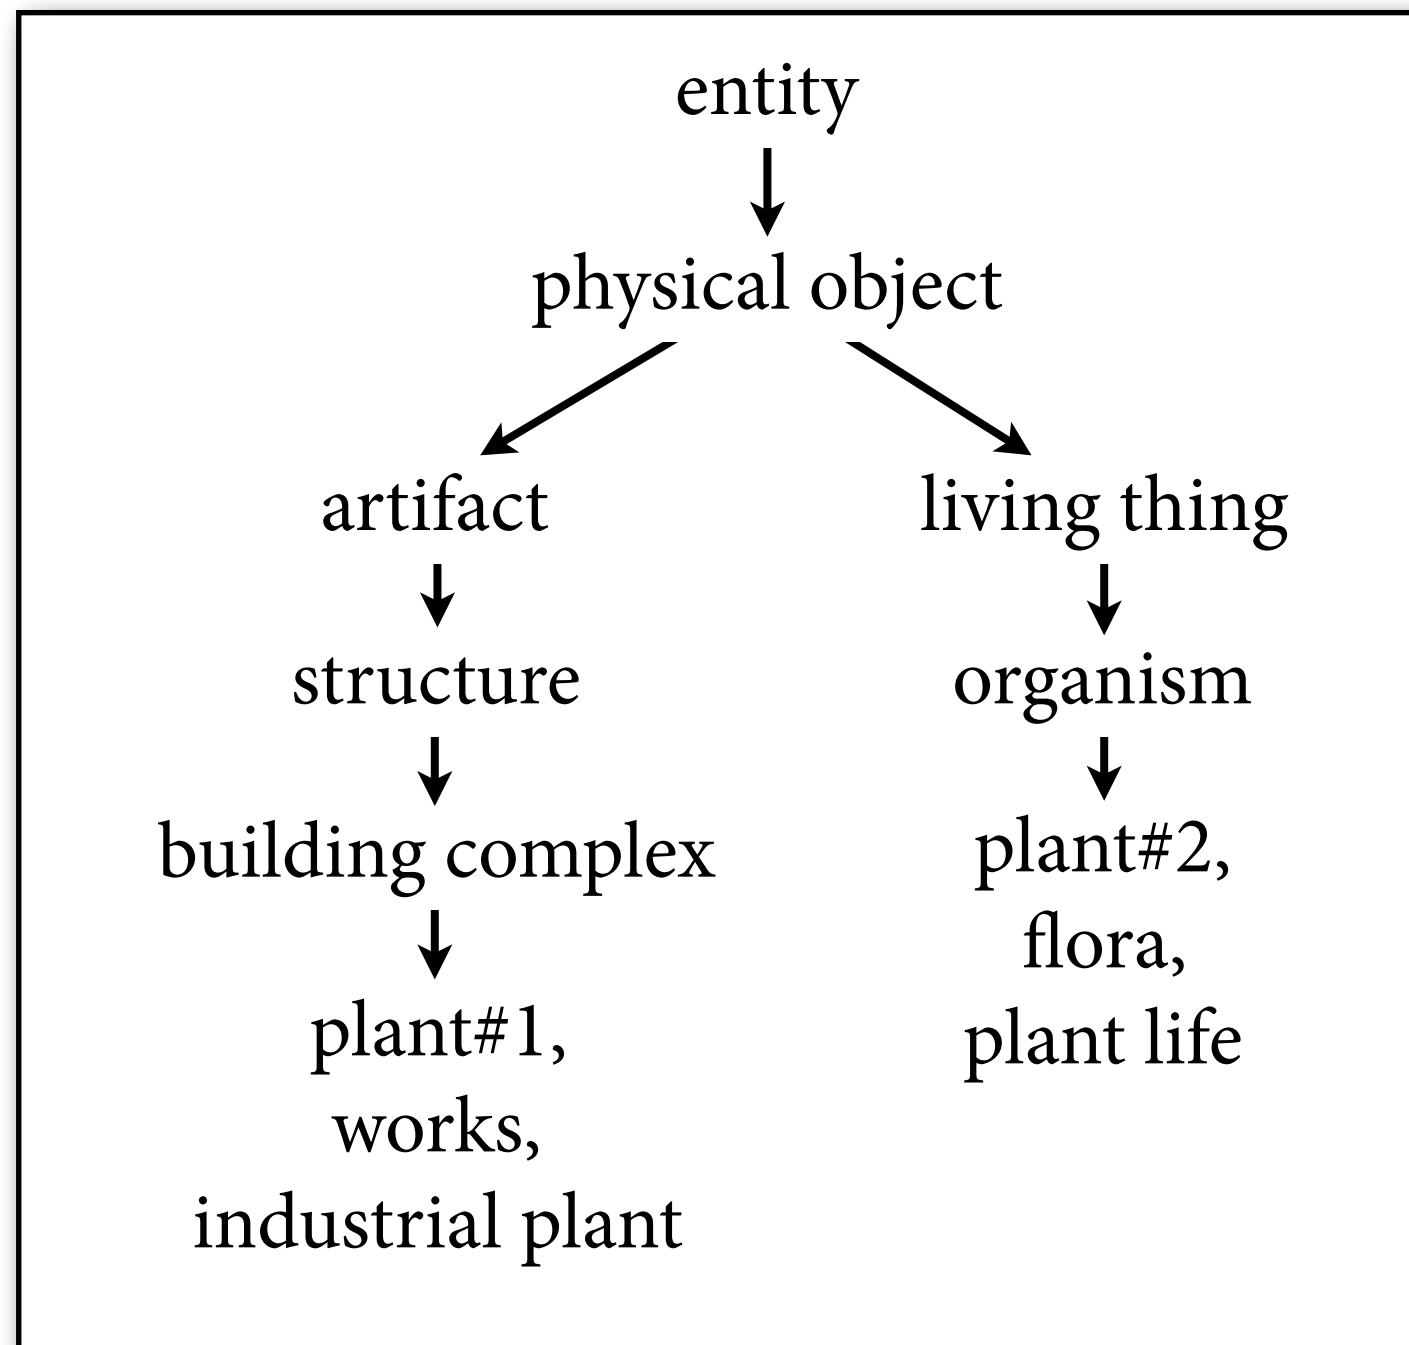 entity
physical object
artifact
living thing
structure
organism
building complex
plant#2,
flora,
plant life
plant#1,
works,
industrial plant